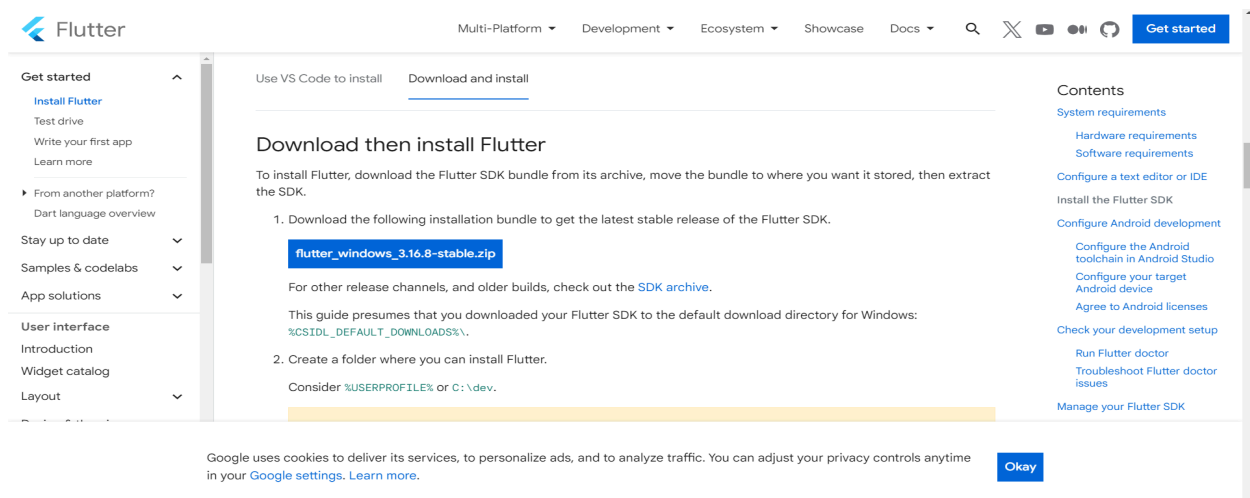 Flutter
Multi-Platform
Development
Ecosystem
Showcase
Docs
Get started
Get started
Install Flutter
Test drive
Write your first app
Learn more
From another platform?
Dart language overview
Stay up to date
Samples & codelabs
App solutions
User interface
Introduction
Widget catalog
Layout
Use VS Code to install
Download and install
Download then install Flutter
To install Flutter, download the Flutter SDK bundle from its archive, move the bundle to where you want it stored, then extract
the SDK.
1. Download the following installation bundle to get the latest stable release of the Flutter SDK.
flutter_windows_3.16.8-stable.zip
For other release channels, and older builds, check out the SDK archive.
This guide presumes that you downloaded your Flutter SDK to the default download directory for Windows:
%CSIDL_DEFAULT_DOWNLOADS%\.
2. Create a folder where you can install Flutter.
Consider %USERPROFILE% or C:\dev.
Contents
System requirements
Hardware requirements
Software requirements
Configure a text editor or IDE
Install the Flutter SDK
Configure Android development
Configure the Android
toolchain in Android Studio
Configure your target
Android device
Agree to Android licenses
Check your development setup
Run Flutter doctor
Troubleshoot Flutter doctor
issues
Manage your Flutter SDK
Google uses cookies to deliver its services, to personalize ads, and to analyze traffic. You can adjust your privacy controls anytime
in your Google settings. Learn more.
Okay